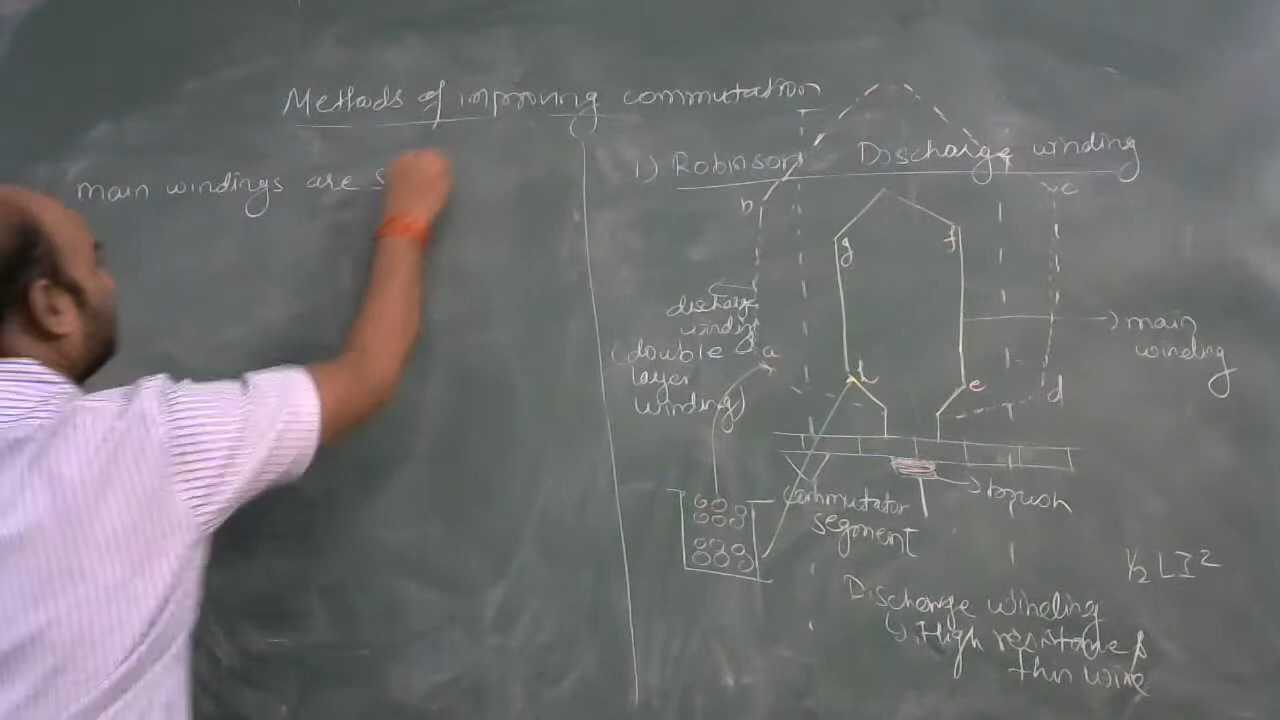 Methods of improving commutation
main windings are s
1) Robinson Discharge winding
b
c
g
f
discharge
winding
(double
layer
winding)
a
h
e
d
main
winding
commutator
segment
brush
1/2 LI²
Discharge winding
High resistance &
thin wire